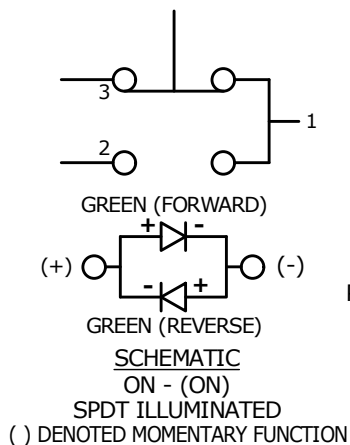 3
1
2
GREEN (FORWARD)
+ -
(+) (-)
- +
GREEN (REVERSE)
SCHEMATIC
ON - (ON)
SPDT ILLUMINATED
( ) DENOTED MOMENTARY FUNCTION